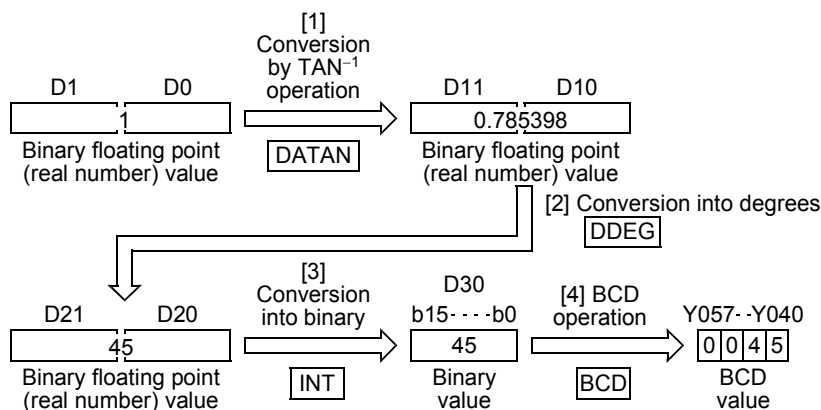 [1]
Conversion
by TAN⁻¹
operation
D1 D0
1
Binary floating point
(real number) value
DATAN
D11 D10
0.785398
Binary floating point
(real number) value
[2] Conversion into degrees
DDEG
D21 D20
45
Binary floating point
(real number) value
[3]
Conversion
into binary
INT
D30
b15----b0
45
Binary
value
[4] BCD
operation
BCD
Y057--Y040
0 0 4 5
BCD
value